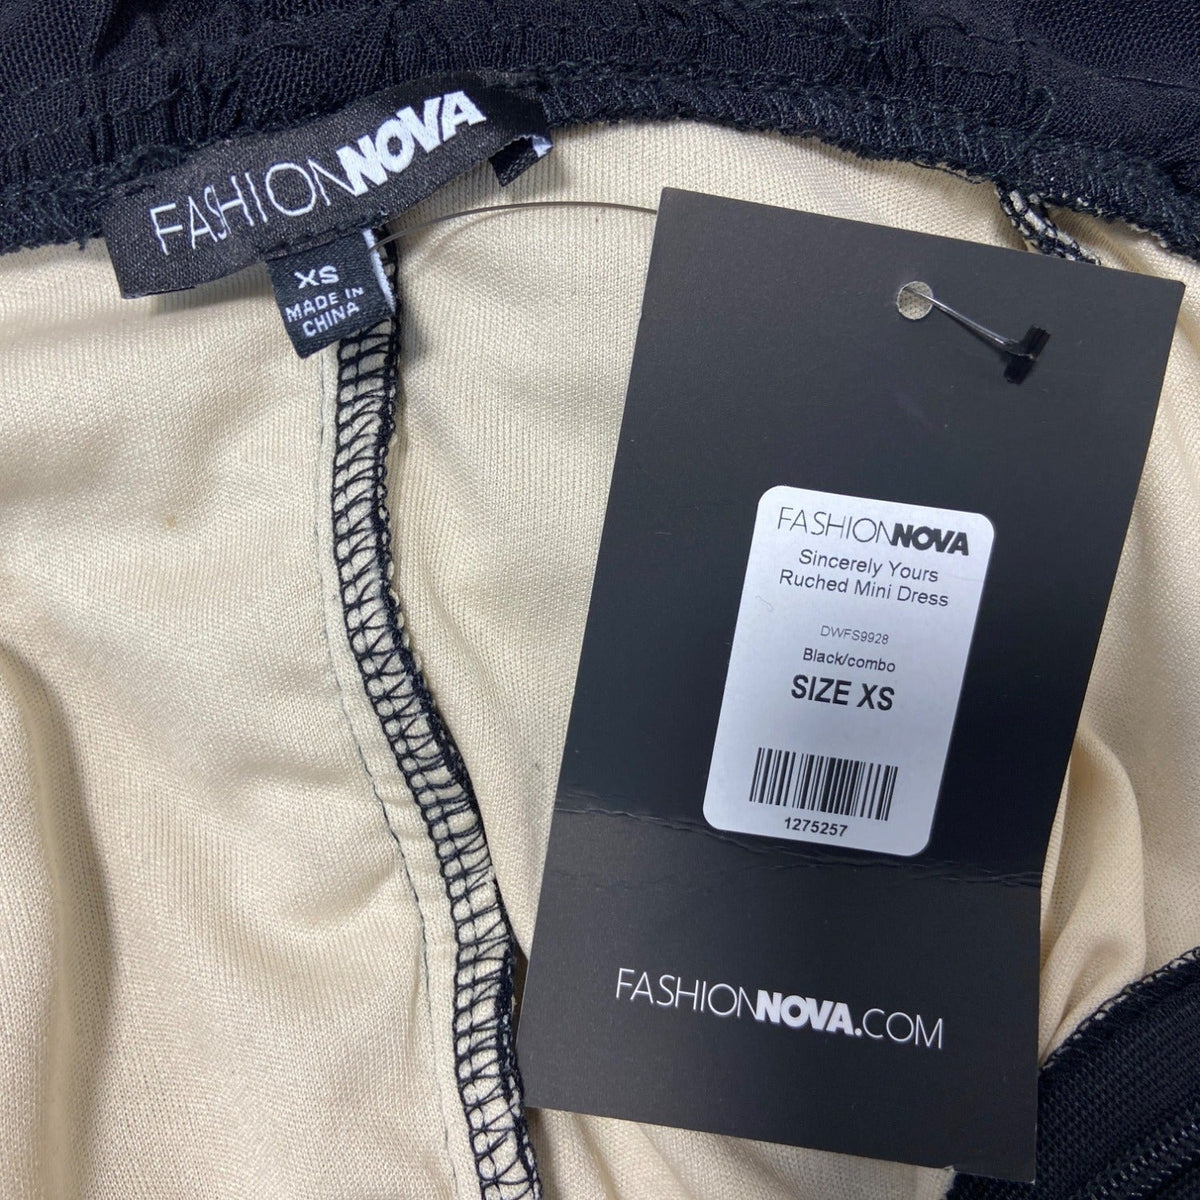 FASHIONNOVA
XS
MADE IN
CHINA
FASHIONNOVA
Sincerely Yours
Ruched Mini Dress
DWFS9928
Black/combo
SIZE XS
1275257
FASHIONNOVA.COM